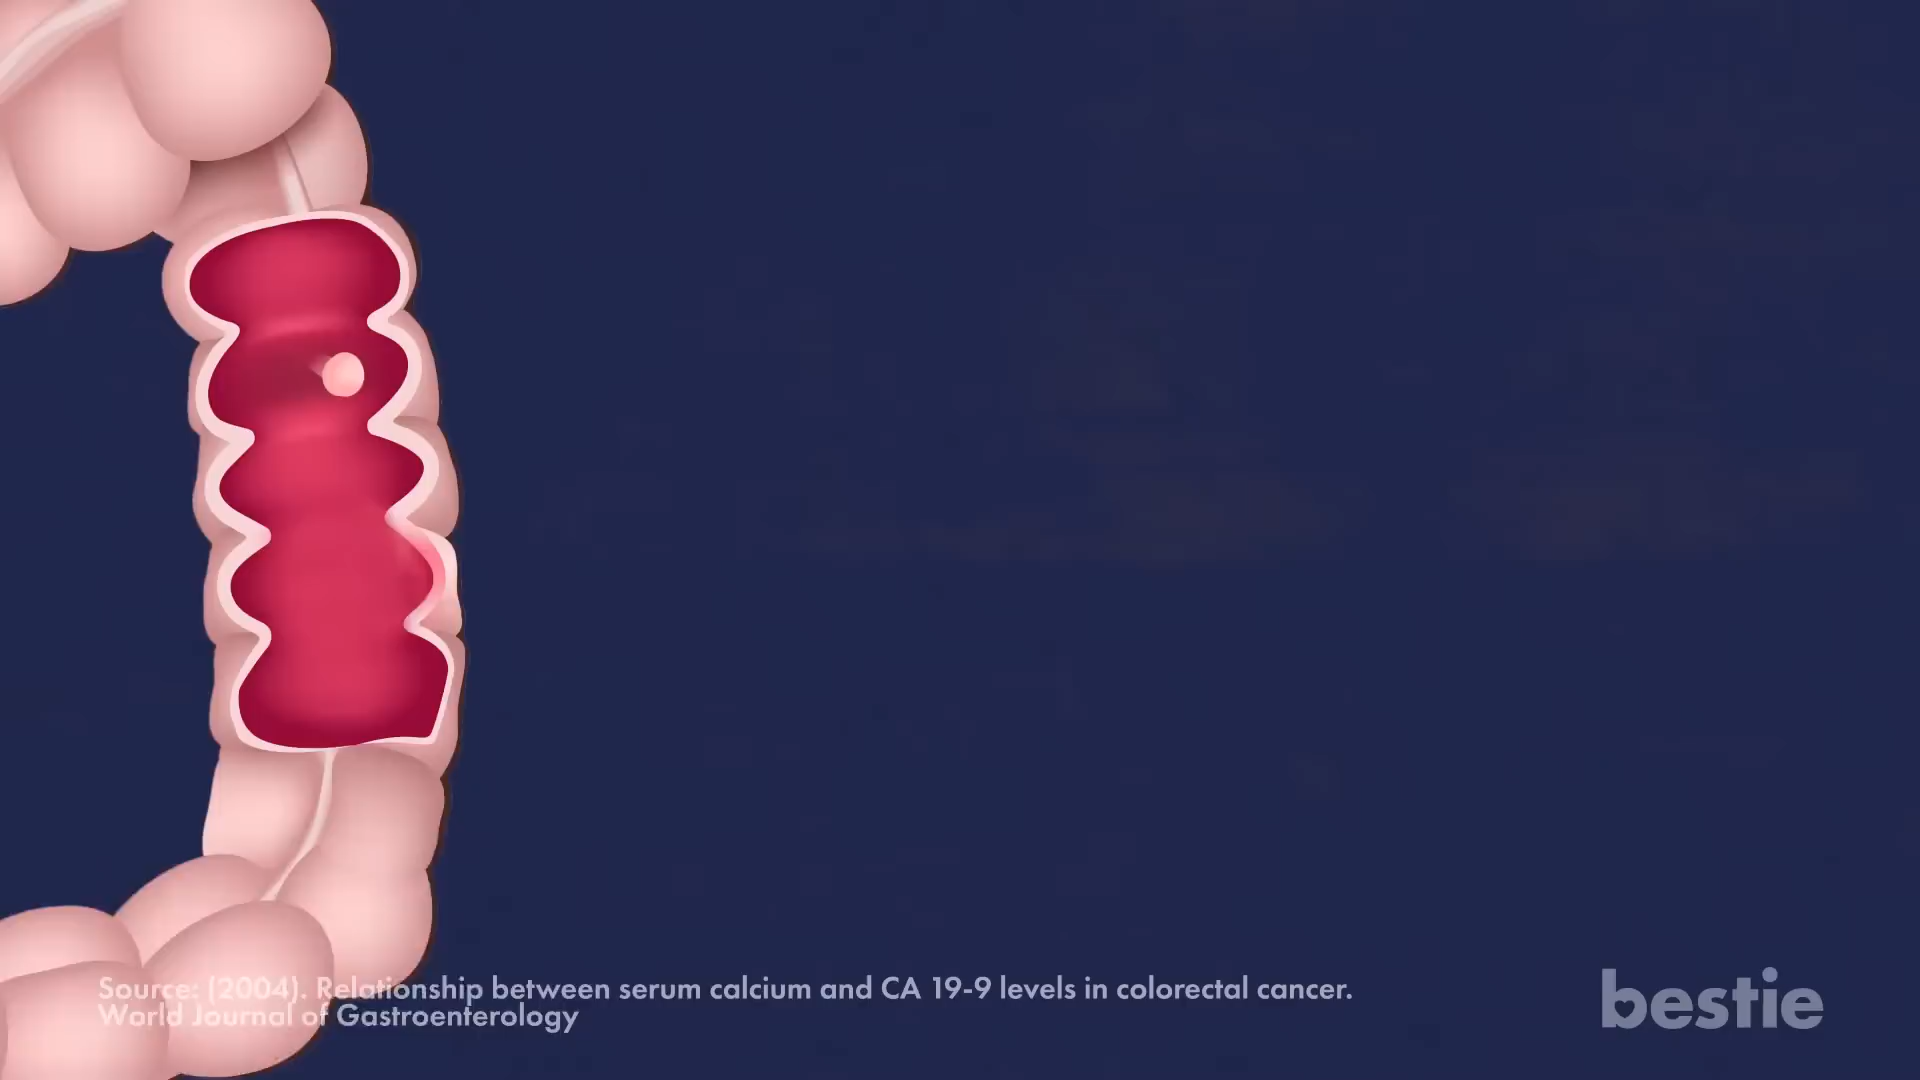 Source: (2004). Relationship between serum calcium and CA 19-9 levels in colorectal cancer.
World Journal of Gastroenterology
bestie